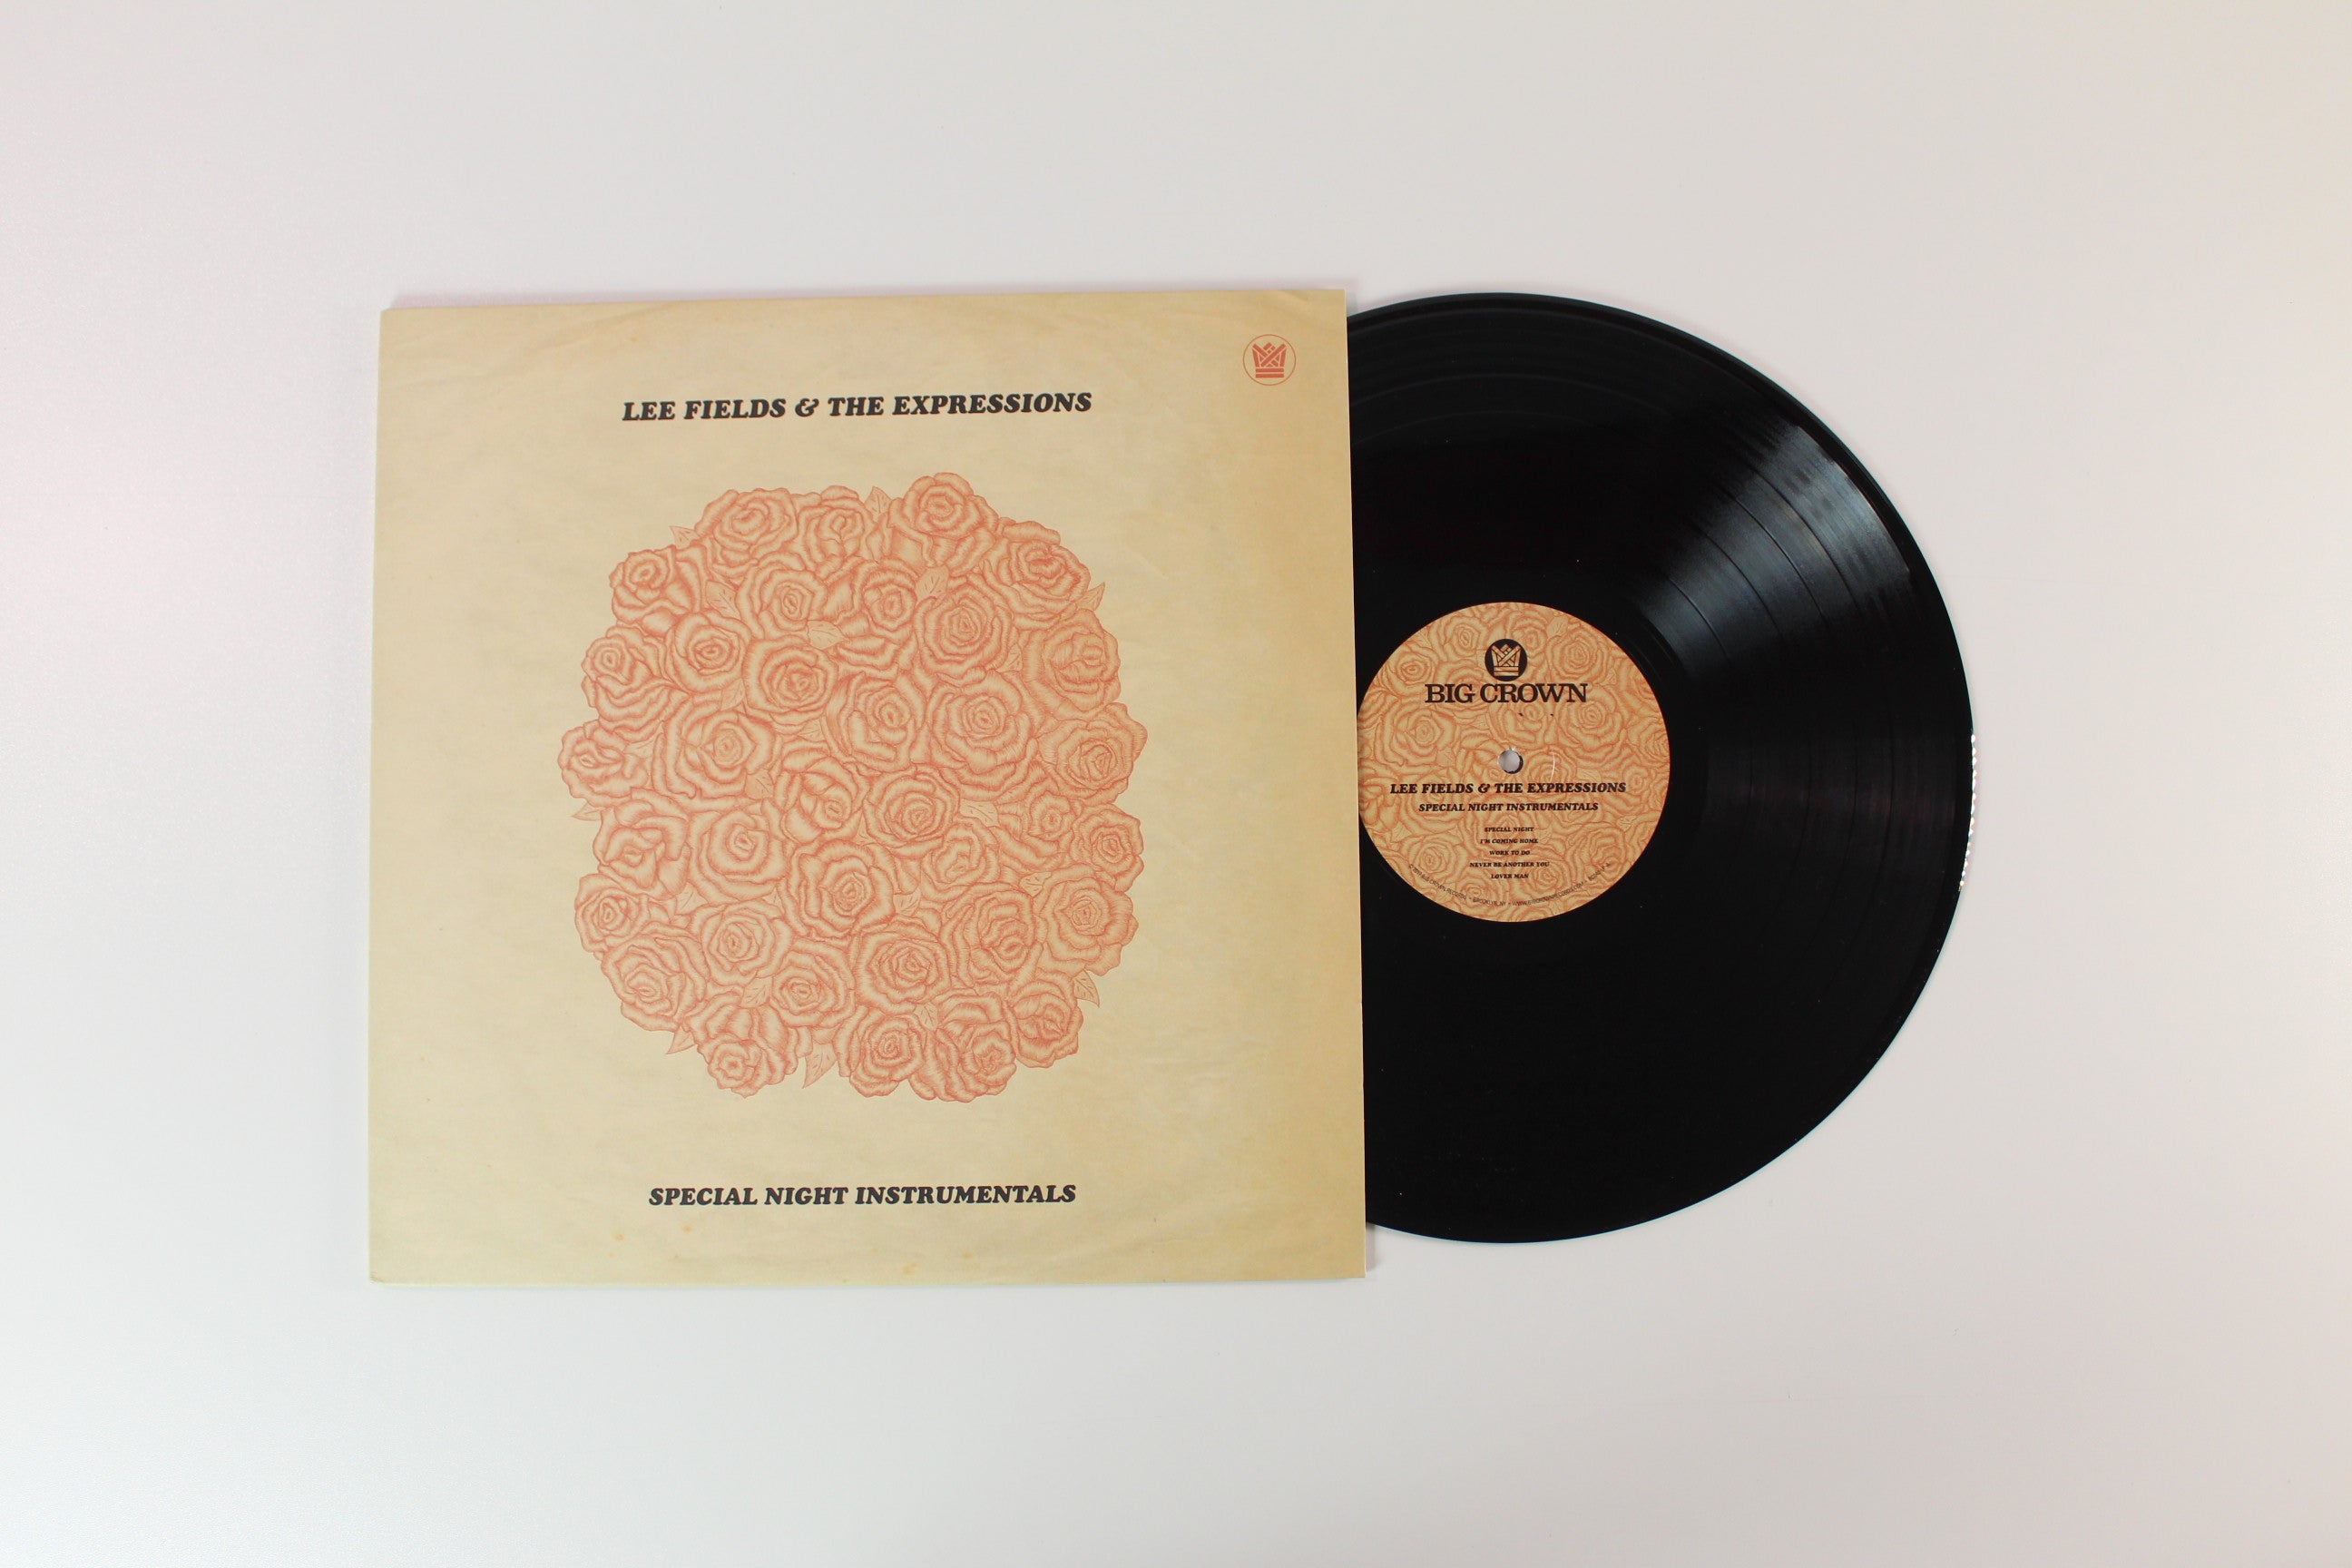 LEE FIELDS & THE EXPRESSIONS
SPECIAL NIGHT INSTRUMENTALS
BIG CROWN
LEE FIELDS & THE EXPRESSIONS
SPECIAL NIGHT INSTRUMENTALS
SPECIAL NIGHT
I'M COMING HOME
WORK TO DO
NEVER BE ANOTHER YOU
LOVER MAN